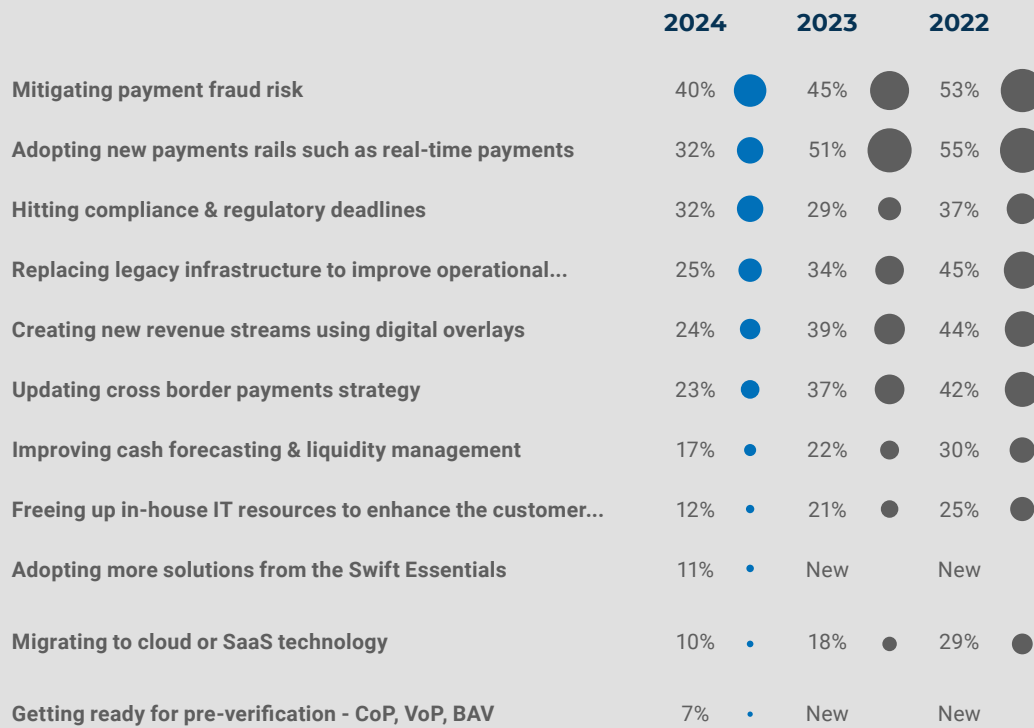 2024 2023 2022
Mitigating payment fraud risk 40% 45% 53%
Adopting new payments rails such as real-time payments 32% 51% 55%
Hitting compliance & regulatory deadlines 32% 29% 37%
Replacing legacy infrastructure to improve operational... 25% 34% 45%
Creating new revenue streams using digital overlays 24% 39% 44%
Updating cross border payments strategy 23% 37% 42%
Improving cash forecasting & liquidity management 17% 22% 30%
Freeing up in-house IT resources to enhance the customer... 12% 21% 25%
Adopting more solutions from the Swift Essentials 11% New New
Migrating to cloud or SaaS technology 10% 18% 29%
Getting ready for pre-verification - CoP, VoP, BAV 7% New New